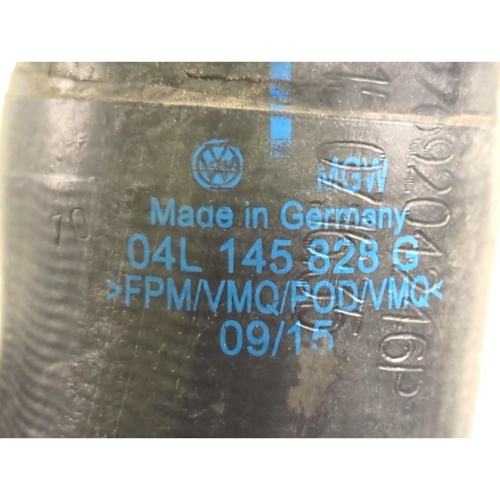 MGW
Made in Germany
04L 145 828 G
>FPM/VMQ/POD/VMQ<
09/15